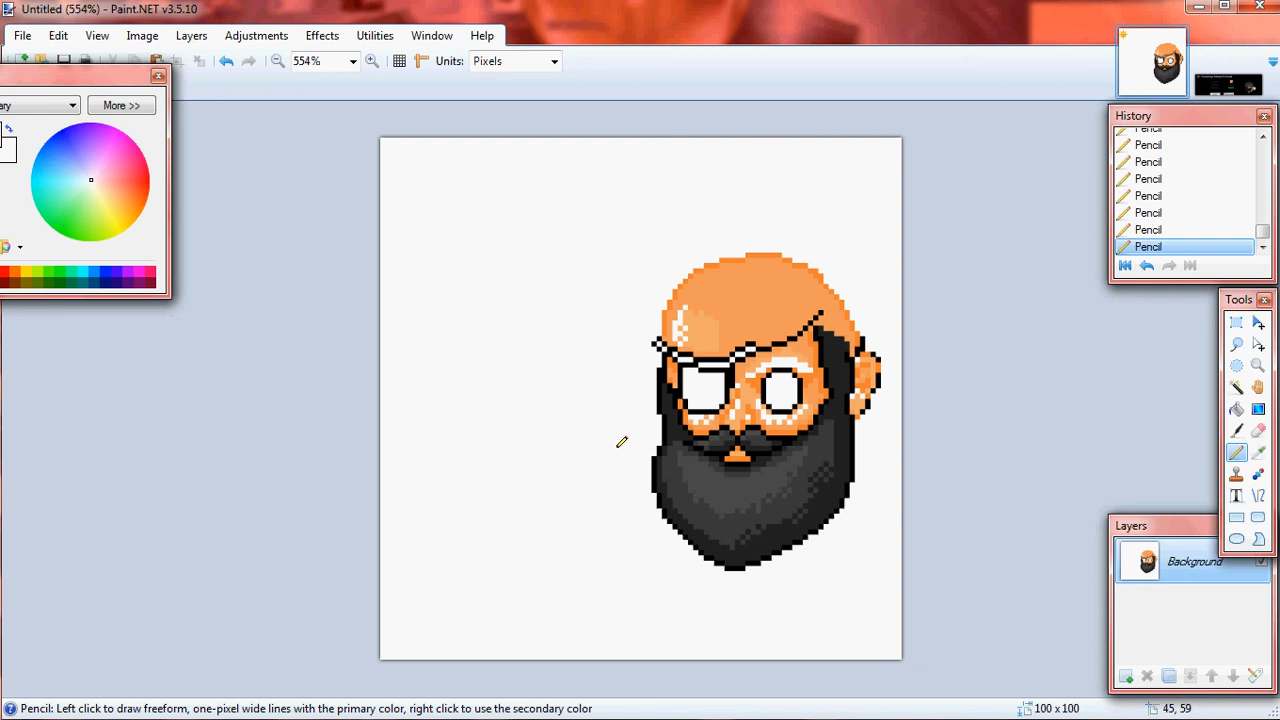 Untitled (554%) - Paint.NET v3.5.10
File Edit View Image Layers Adjustments Effects Utilities Window Help
554% Units: Pixels
ary More >>
History
Pencil
Pencil
Pencil
Pencil
Pencil
Pencil
Pencil
Pencil
Tools
Layers
Background
Pencil: Left click to draw freeform, one-pixel wide lines with the primary color, right click to use the secondary color 100 x 100 45, 59